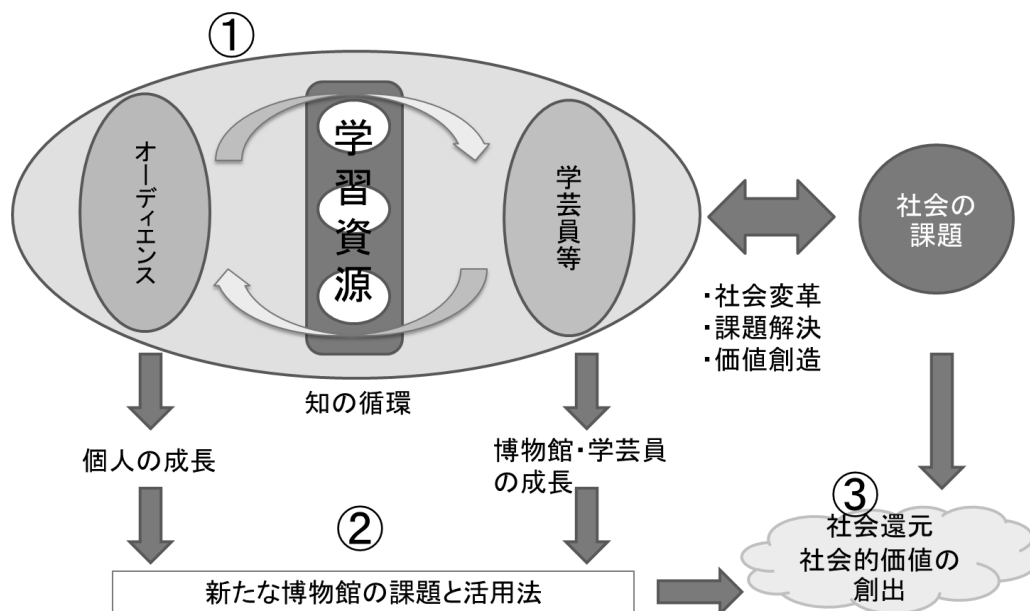 ①
オーディエンス
学習資源
学芸員等
社会の
課題
・社会変革
・課題解決
・価値創造
知の循環
個人の成長
博物館・学芸員
の成長
②
新たな博物館の課題と活用法
③
社会還元
社会的価値の
創出